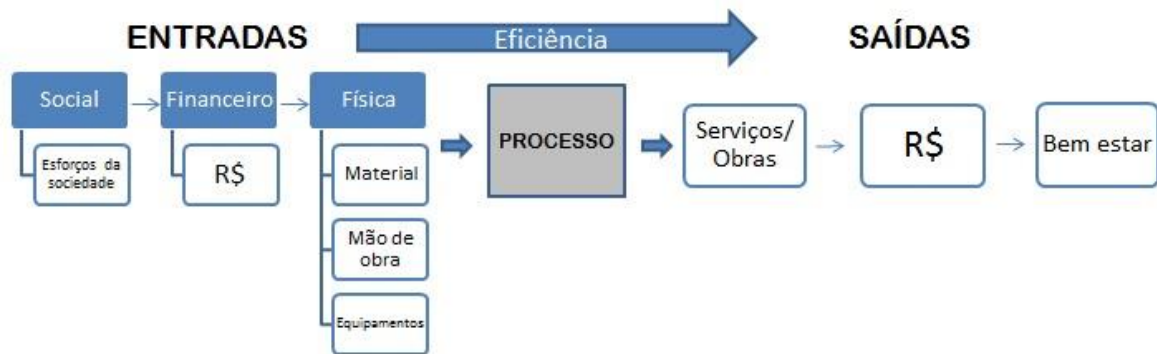 ENTRADAS
Eficiência
SAÍDAS
Social
Financeiro
Física
Esforços da
sociedade
R$
Material
Mão de
obra
Equipamentos
PROCESSO
Serviços/
Obras
R$
Bem estar